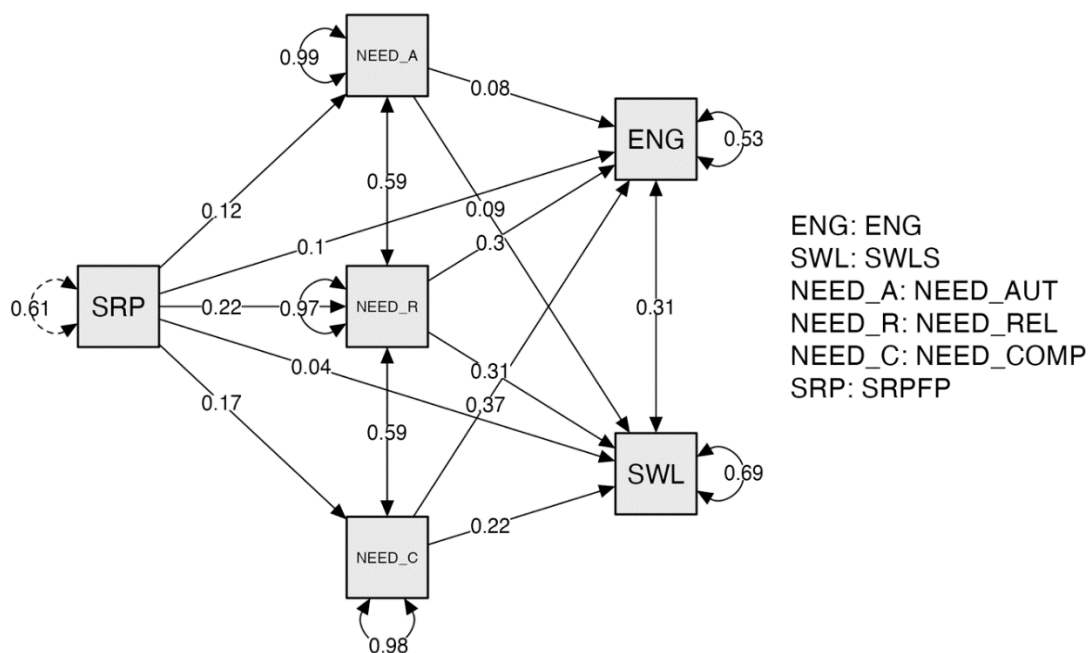 NEED_A
0.99
0.08
ENG
0.53
0.59
0.12
0.09
0.1
0.3
SRP
0.61
0.22
0.97
NEED_R
0.31
0.04
0.31
0.17
0.37
0.59
SWL
0.69
0.22
NEED_C
0.98
ENG: ENG
SWL: SWLS
NEED_A: NEED_AUT
NEED_R: NEED_REL
NEED_C: NEED_COMP
SRP: SRPFP